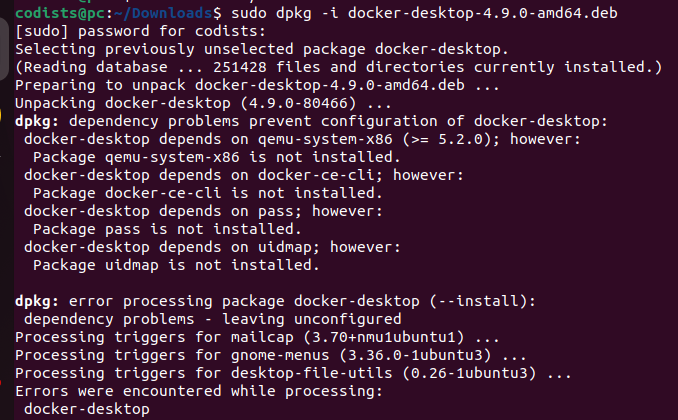 codists@pc:~/Downloads$ sudo dpkg -i docker-desktop-4.9.0-amd64.deb
[sudo] password for codists:
Selecting previously unselected package docker-desktop.
(Reading database ... 251428 files and directories currently installed.)
Preparing to unpack docker-desktop-4.9.0-amd64.deb ...
Unpacking docker-desktop (4.9.0-80466) ...
dpkg: dependency problems prevent configuration of docker-desktop:
 docker-desktop depends on qemu-system-x86 (>= 5.2.0); however:
  Package qemu-system-x86 is not installed.
 docker-desktop depends on docker-ce-cli; however:
  Package docker-ce-cli is not installed.
 docker-desktop depends on pass; however:
  Package pass is not installed.
 docker-desktop depends on uidmap; however:
  Package uidmap is not installed.

dpkg: error processing package docker-desktop (--install):
 dependency problems - leaving unconfigured
Processing triggers for mailcap (3.70+nmu1ubuntu1) ...
Processing triggers for gnome-menus (3.36.0-1ubuntu3) ...
Processing triggers for desktop-file-utils (0.26-1ubuntu3) ...
Errors were encountered while processing:
 docker-desktop